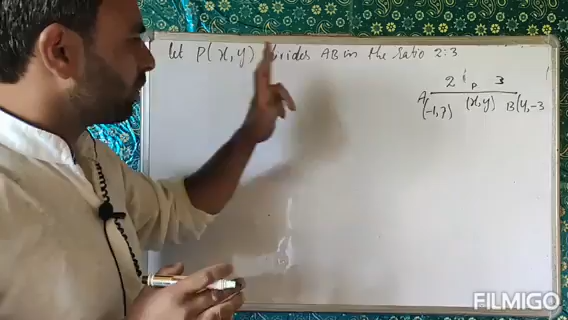 let P(x,y) divides AB in the ratio 2:3
2 : 3
P
A B(4,-3
(-1,7) (x,y)
FILMIGO